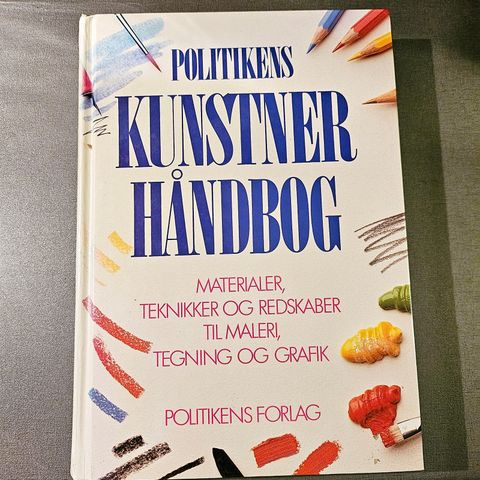 POLITIKENS
KUNSTNER
HÅNDBOG
MATERIALER,
TEKNIKKER OG REDSKABER
TIL MALERI,
TEGNING OG GRAFIK
POLITIKENS FORLAG